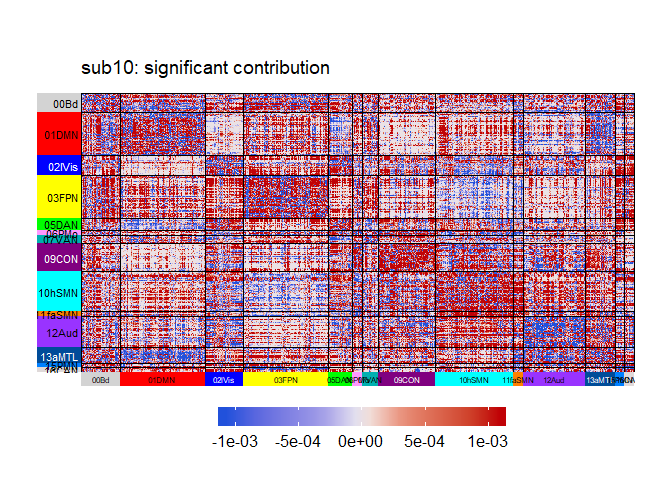 sub10: significant contribution
00Bd
01DMN
02lVis
03FPN
05DAN
09CON
10hSMN
11faSMN
12Aud
13aMTL
00Bd 01DMN 02lVis 03FPN 05DAN 09CON 10hSMN 11faSMN 12Aud 13aMTL
-1e-03 -5e-04 0e+00 5e-04 1e-03